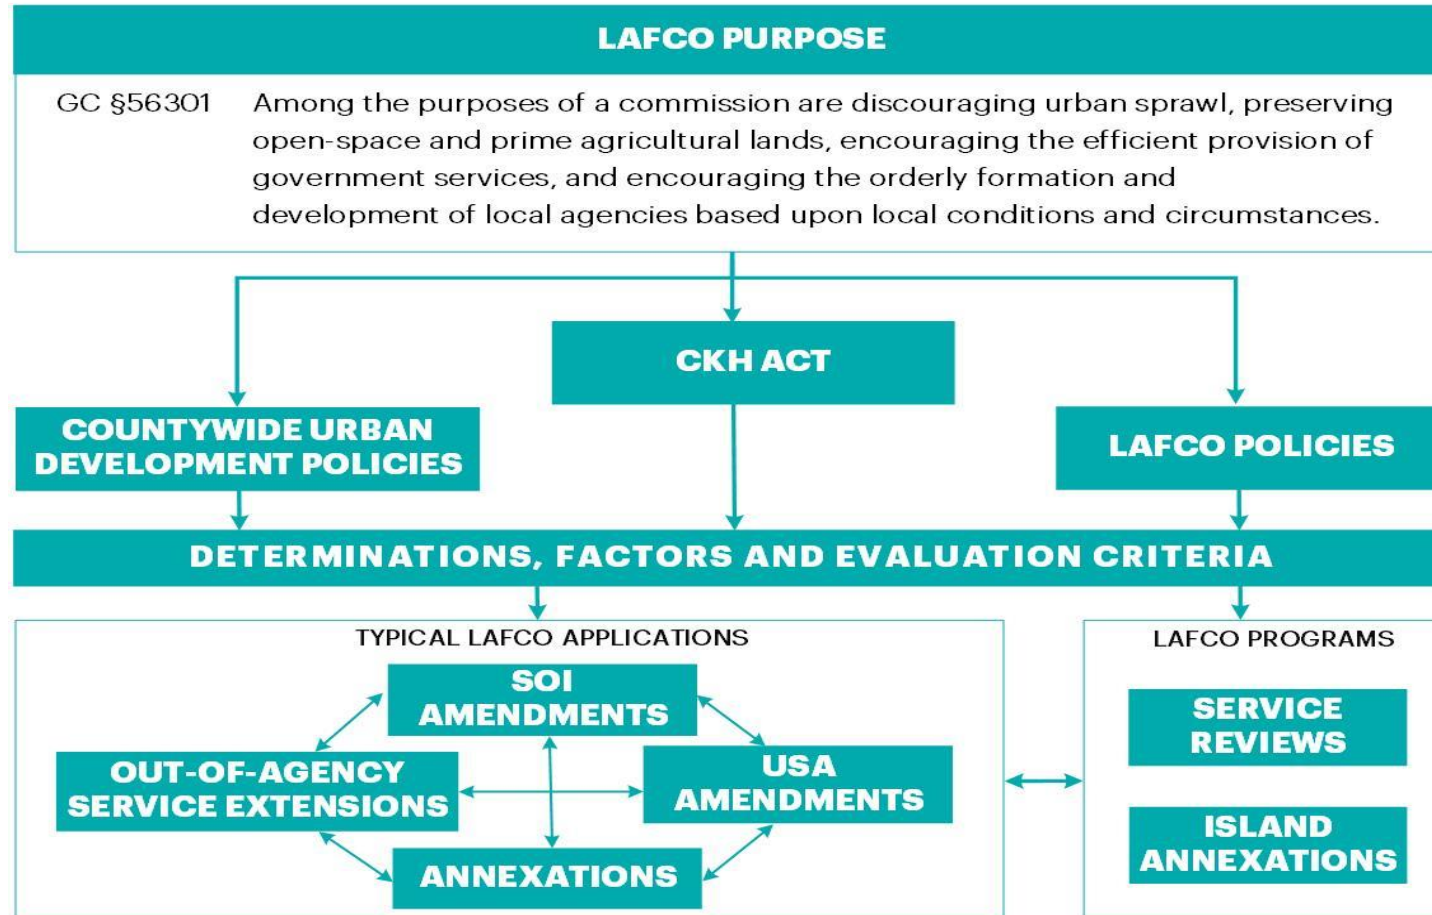 LAFCO PURPOSE
GC §56301 Among the purposes of a commission are discouraging urban sprawl, preserving
open-space and prime agricultural lands, encouraging the efficient provision of
government services, and encouraging the orderly formation and
development of local agencies based upon local conditions and circumstances.
CKH ACT
COUNTYWIDE URBAN
DEVELOPMENT POLICIES
LAFCO POLICIES
DETERMINATIONS, FACTORS AND EVALUATION CRITERIA
TYPICAL LAFCO APPLICATIONS
SOI
AMENDMENTS
OUT-OF-AGENCY
SERVICE EXTENSIONS
USA
AMENDMENTS
ANNEXATIONS
LAFCO PROGRAMS
SERVICE
REVIEWS
ISLAND
ANNEXATIONS